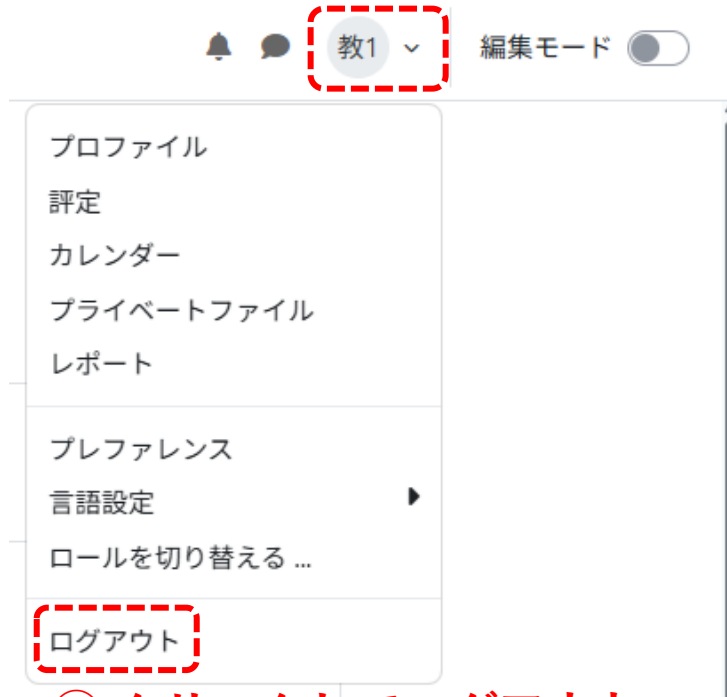 教1 編集モード
プロファイル
評定
カレンダー
プライベートファイル
レポート
プレファレンス
言語設定
ロールを切り替える ...
ログアウト